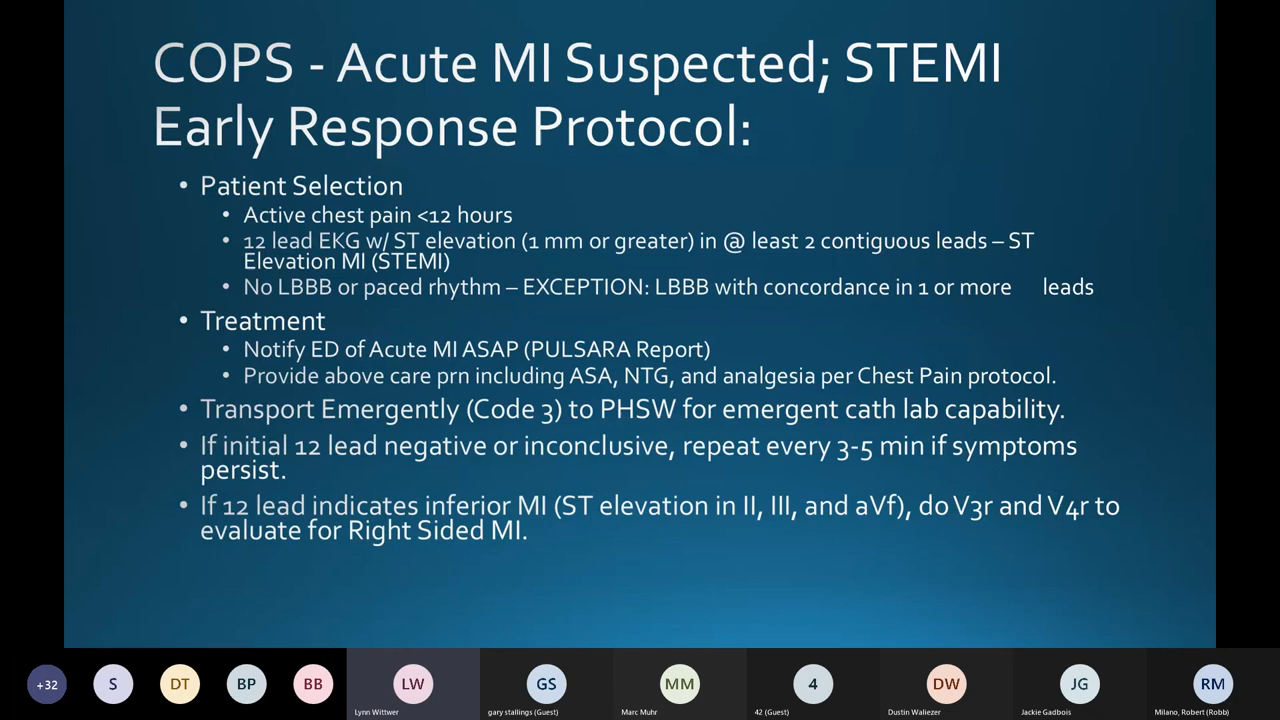 COPS - Acute MI Suspected; STEMI
Early Response Protocol:
• Patient Selection
• Active chest pain <12 hours
• 12 lead EKG w/ ST elevation (1 mm or greater) in @ least 2 contiguous leads – ST
Elevation MI (STEMI)
• No LBBB or paced rhythm – EXCEPTION: LBBB with concordance in 1 or more leads
• Treatment
• Notify ED of Acute MI ASAP (PULSARA Report)
• Provide above care prn including ASA, NTG, and analgesia per Chest Pain protocol.
• Transport Emergently (Code 3) to PHSW for emergent cath lab capability.
• If initial 12 lead negative or inconclusive, repeat every 3-5 min if symptoms
persist.
• If 12 lead indicates inferior MI (ST elevation in II, III, and aVf), do V3r and V4r to
evaluate for Right Sided MI.
+32 S DT BP BB LW GS MM 4 DW JG RM
Lynn Wittwer gary stallings (Guest) Marc Muhr 42 (Guest) Dustin Waliezer Jackie Gadbois Milano, Robert (Robb)